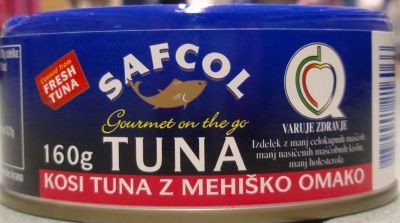 Canned from
FRESH
TUNA
SAFCOL
Gourmet on the go
160g TUNA
KOSI TUNA Z MEHIŠKO OMAKO
VARUJE ZDRAVJE
Izdelek z manj celokupnih maščob,
manj nasičenih maščobnih kislin,
manj holesterola